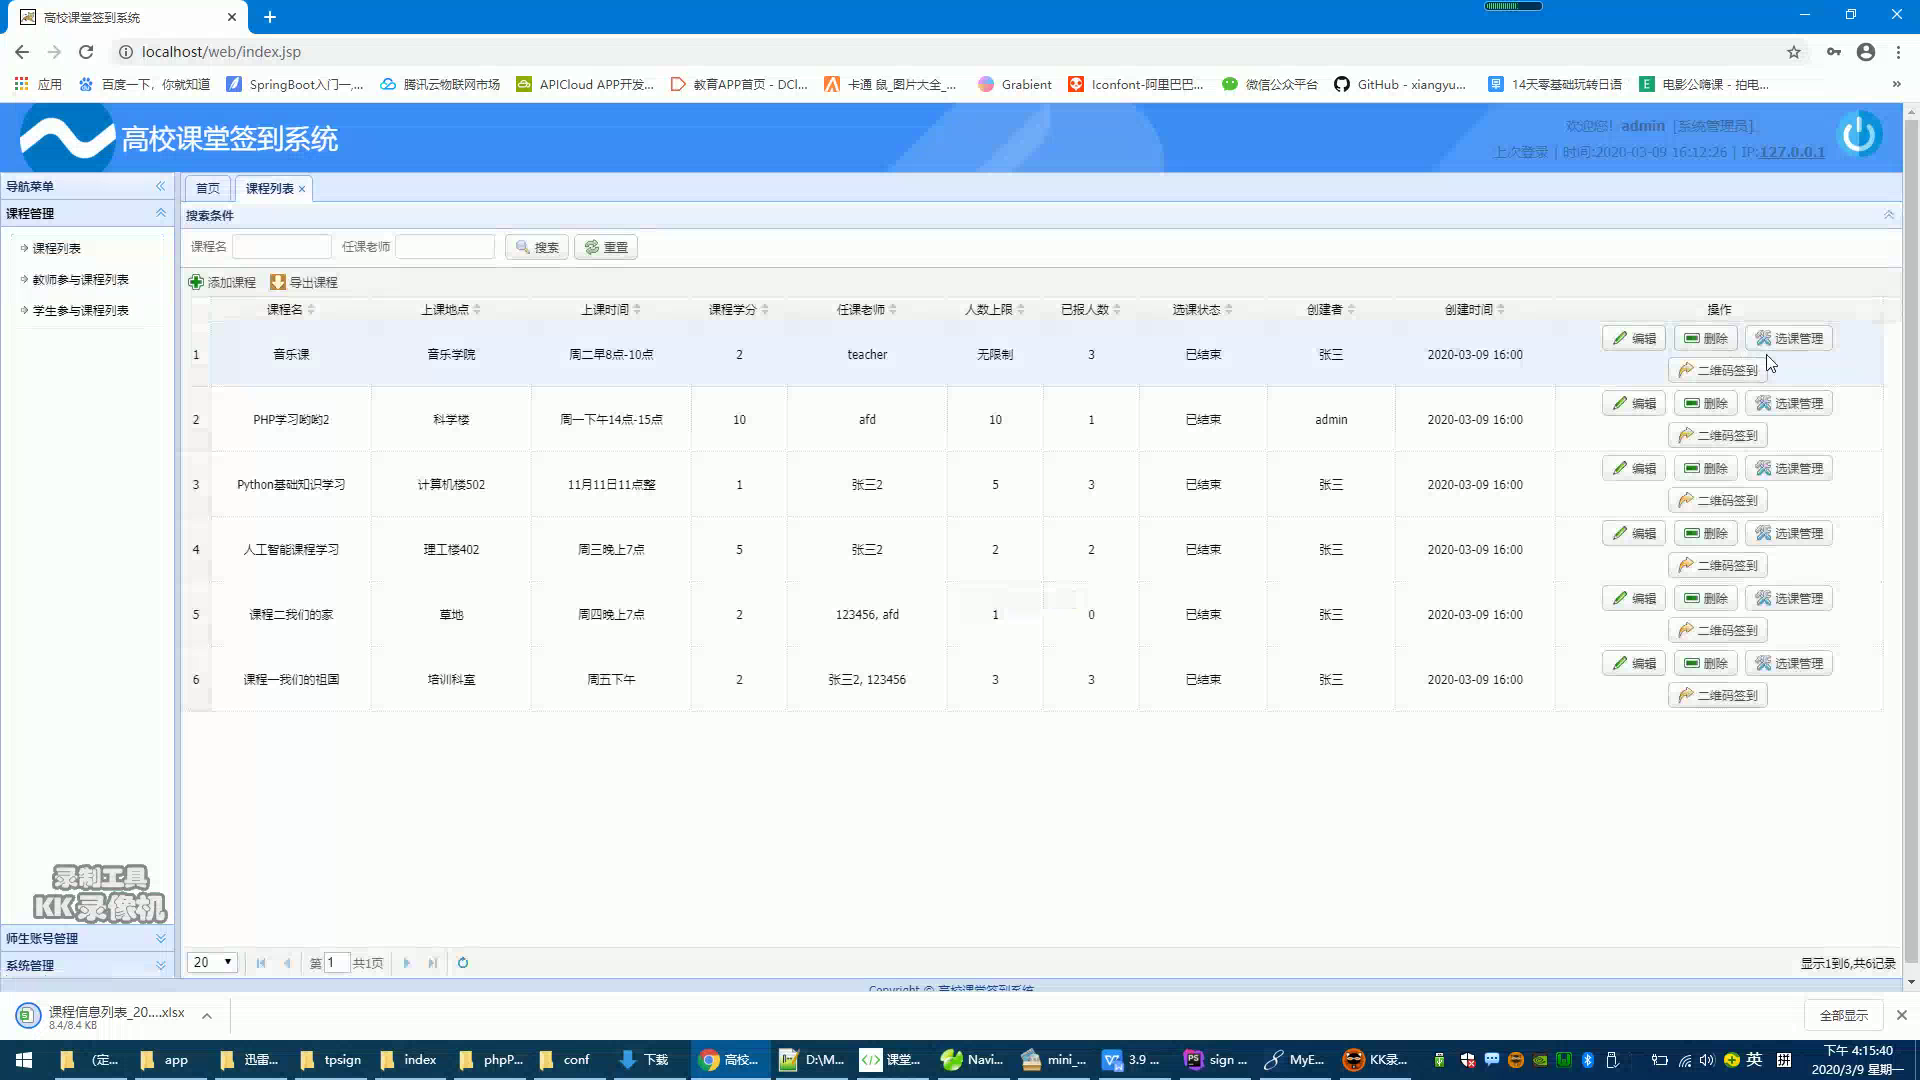 高校课堂签到系统
localhost/web/index.jsp
应用 百度一下，你就知道 SpringBoot入门一,... 腾讯云物联网市场 APICloud APP开发... 教育APP首页 - DCl... 卡通 鼠_图片大全_... Grabient Iconfont-阿里巴巴... 微信公众平台 GitHub - xiangyu... 14天零基础玩转日语 电影公嗨课 - 拍电...
高校课堂签到系统
欢迎您! admin [系统管理员]
上次登录 | 时间:2020-03-09 16:12:26 | IP:127.0.0.1
导航菜单
课程管理
课程列表
教师参与课程列表
学生参与课程列表
师生账号管理
系统管理
首页 课程列表
搜索条件
课程名 任课老师 搜索 重置
添加课程 导出课程
课程名 上课地点 上课时间 课程学分 任课老师 人数上限 已报人数 选课状态 创建者 创建时间 操作
1 音乐课 音乐学院 周二早8点-10点 2 teacher 无限制 3 已结束 张三 2020-03-09 16:00 编辑 删除 选课管理
二维码签到
2 PHP学习哟哟2 科学楼 周一下午14点-15点 10 afd 10 1 已结束 admin 2020-03-09 16:00 编辑 删除 选课管理
二维码签到
3 Python基础知识学习 计算机楼502 11月11日11点整 1 张三2 5 3 已结束 张三 2020-03-09 16:00 编辑 删除 选课管理
二维码签到
4 人工智能课程学习 理工楼402 周三晚上7点 5 张三2 2 2 已结束 张三 2020-03-09 16:00 编辑 删除 选课管理
二维码签到
5 课程二我们的家 草地 周四晚上7点 2 123456, afd 1 0 已结束 张三 2020-03-09 16:00 编辑 删除 选课管理
二维码签到
6 课程一我们的祖国 培训科室 周五下午 2 张三2, 123456 3 3 已结束 张三 2020-03-09 16:00 编辑 删除 选课管理
二维码签到
录制工具
KK录像机
20 第 1 共1页 显示1到6,共6记录
Copyright © 高校课堂签到系统
课程信息列表_20....xlsx
8.4/8.4 KB
全部显示
(定... app 迅雷... tpsign index phpP... conf 下载 高校... D:\M... 课堂... Navi... mini_... 3.9 ... sign ... MyE... KK录... 英
下午 4:15:40
2020/3/9 星期一